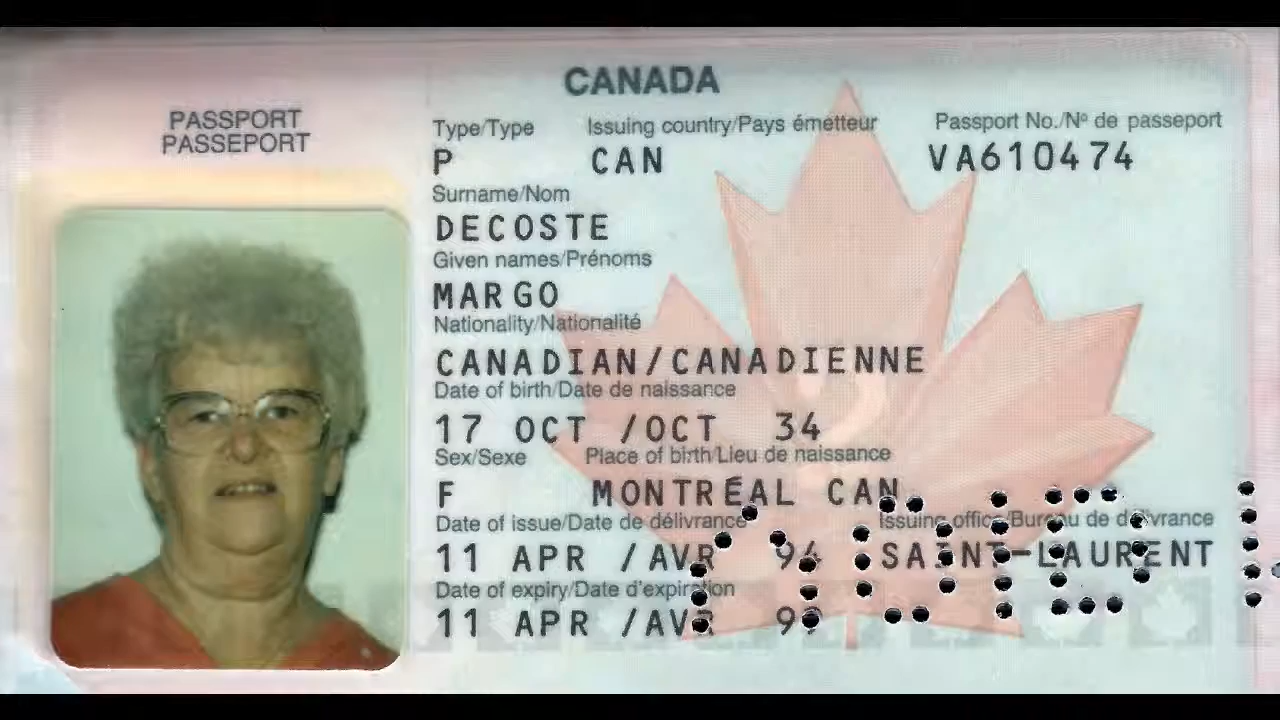 CANADA
PASSPORT
PASSEPORT
Type/Type Issuing country/Pays émetteur Passport No./Nº de passeport
P CAN VA610474
Surname/Nom
DECOSTE
Given names/Prénoms
MARGO
Nationality/Nationalité
CANADIAN/CANADIENNE
Date of birth/Date de naissance
17 OCT /OCT 34
Sex/Sexe Place of birth/Lieu de naissance
F MONTRÉAL CAN
Date of issue/Date de délivrance Issuing office/Bureau de délivrance
11 APR /AVR 94 SAINT-LAURENT
Date of expiry/Date d'expiration
11 APR /AVR 99